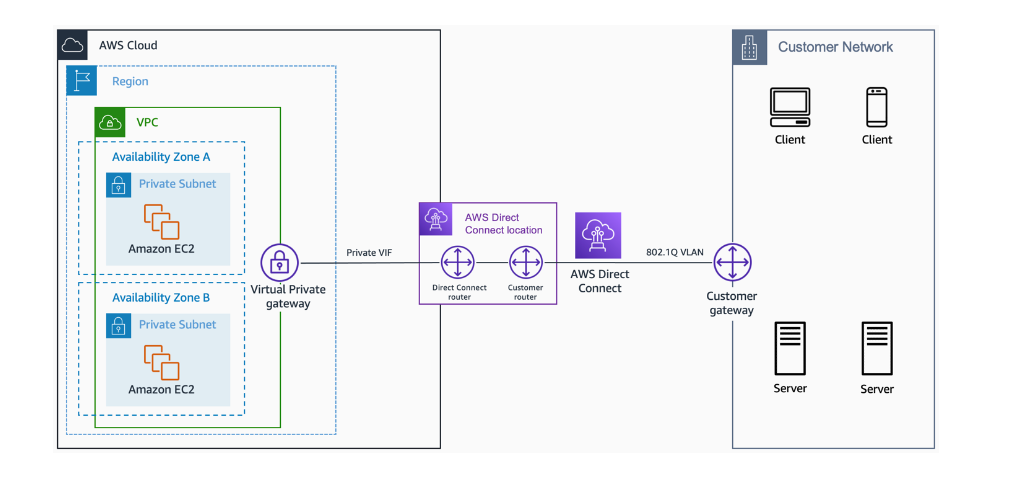 AWS Cloud
Region
VPC
Availability Zone A
Private Subnet
Amazon EC2
Availability Zone B
Private Subnet
Amazon EC2
Virtual Private
gateway
Private VIF
AWS Direct
Connect location
Direct Connect
router
Customer
router
AWS Direct
Connect
802.1Q VLAN
Customer
gateway
Customer Network
Client
Client
Server
Server